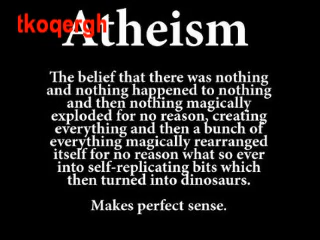 tkoqergh
Atheism
The belief that there was nothing
and nothing happened to nothing
and then nothing magically
exploded for no reason, creating
everything and then a bunch of
everything magically rearranged
itself for no reason what so ever
into self-replicating bits which
then turned into dinosaurs.
Makes perfect sense.